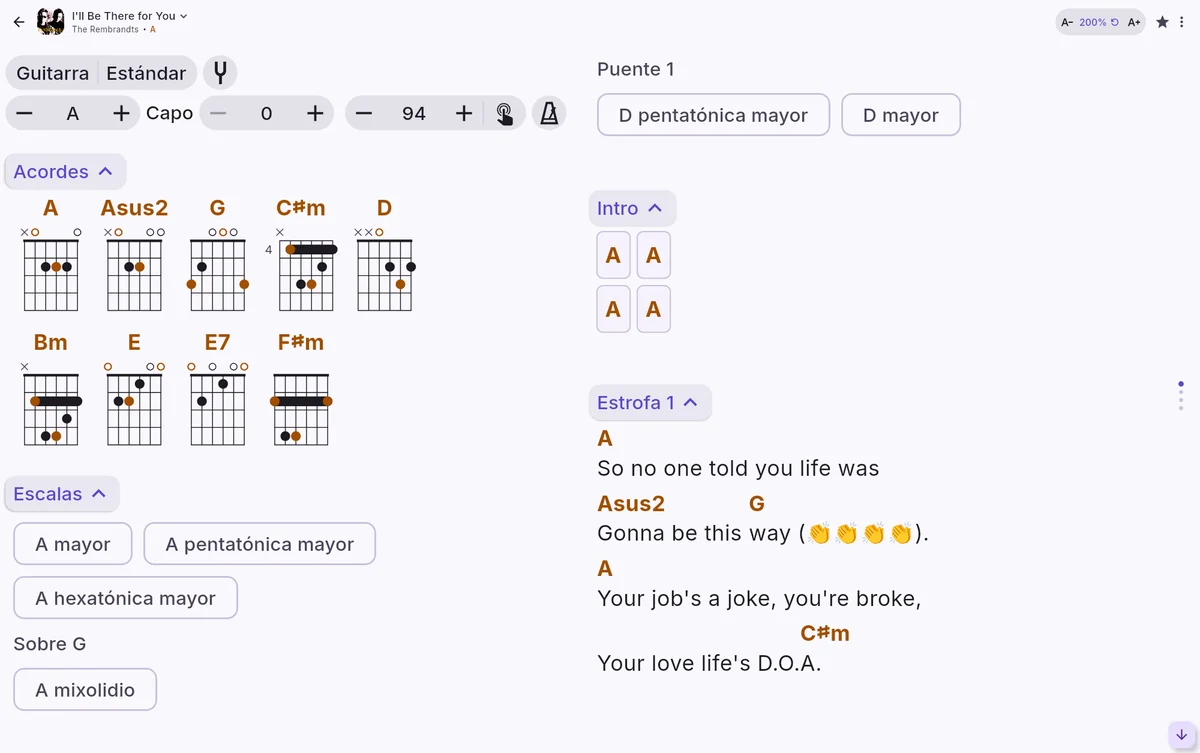 I'll Be There for You
The Rembrandts • A
A- 200% A+
Guitarra Estándar
A Capo 0 94
Acordes
A Asus2 G C♯m D
4
Bm E E7 F♯m
Escalas
A mayor A pentatónica mayor
A hexatónica mayor
Sobre G
A mixolidio
Puente 1
D pentatónica mayor D mayor
Intro
A A
A A
Estrofa 1
A
So no one told you life was
Asus2 G
Gonna be this way (👏👏👏👏).
A
Your job's a joke, you're broke,
C♯m
Your love life's D.O.A.